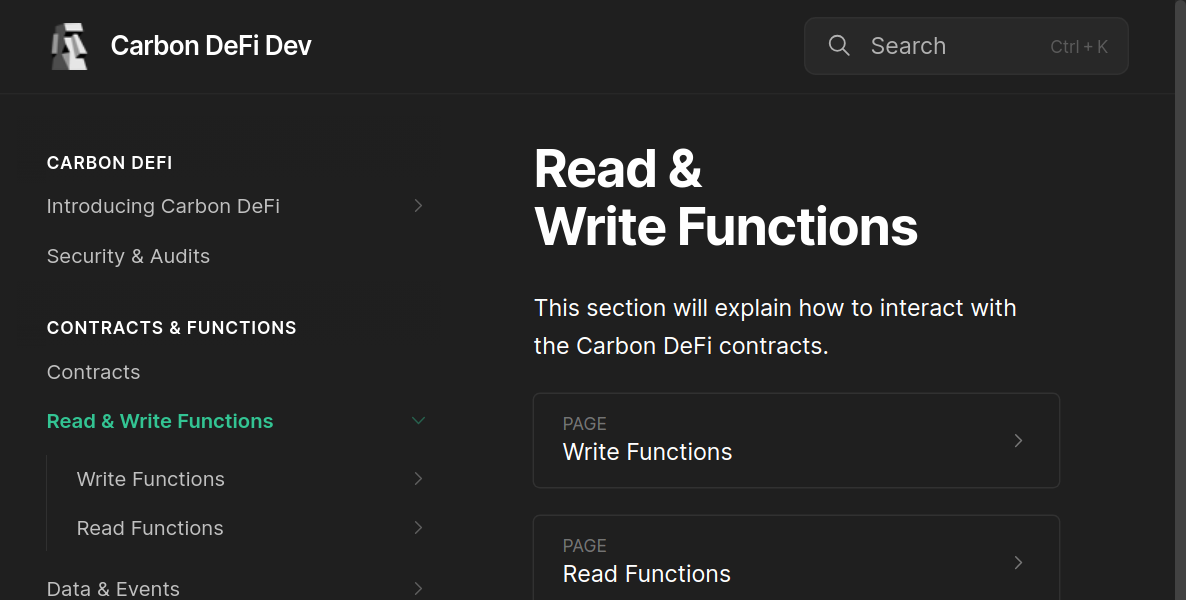 Carbon DeFi Dev
Search
Ctrl + K
CARBON DEFI
Introducing Carbon DeFi
Security & Audits
CONTRACTS & FUNCTIONS
Contracts
Read & Write Functions
Write Functions
Read Functions
Data & Events
Read &
Write Functions
This section will explain how to interact with
the Carbon DeFi contracts.
PAGE
Write Functions
PAGE
Read Functions